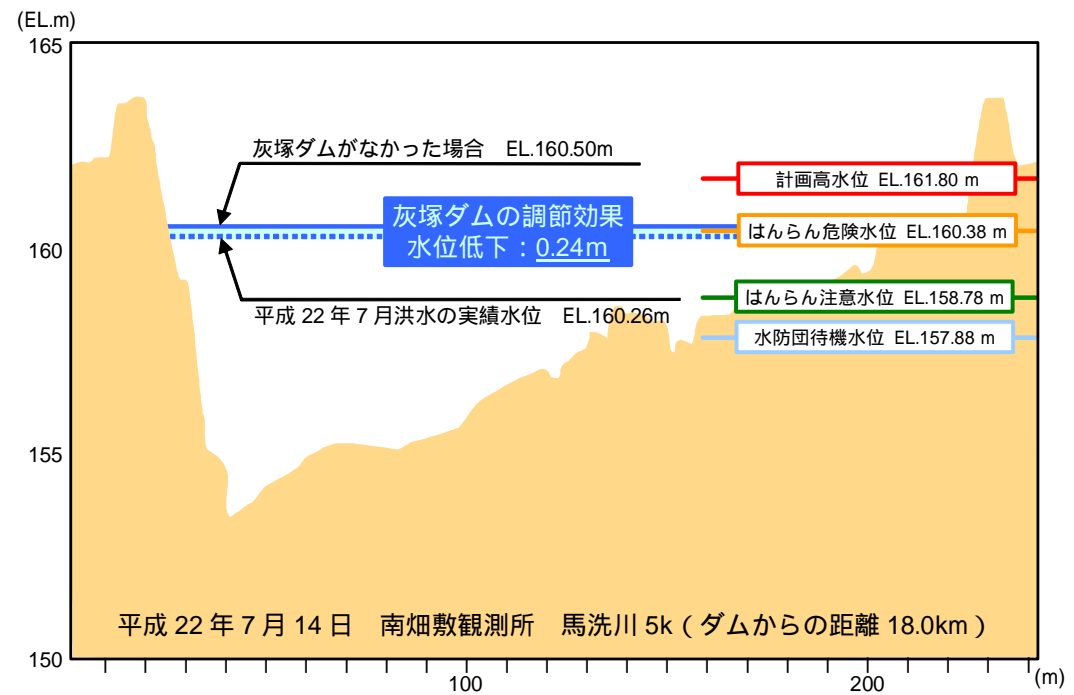 (EL.m)
165
灰塚ダムがなかった場合 EL.160.50m
計画高水位 EL.161.80 m
灰塚ダムの調節効果
水位低下：0.24m
はんらん危険水位 EL.160.38 m
160
はんらん注意水位 EL.158.78 m
平成 22 年 7 月洪水の実績水位 EL.160.26m
水防団待機水位 EL.157.88 m
155
平成 22 年 7 月 14 日 南畑敷観測所 馬洗川 5k（ダムからの距離 18.0km）
150
100
200
(m)